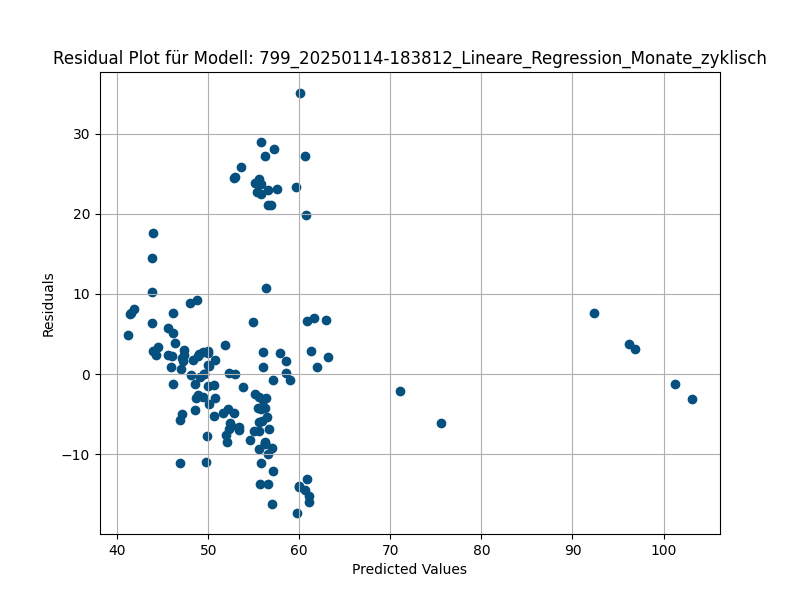 Residual Plot für Modell: 799_20250114-183812_Lineare_Regression_Monate_zyklisch
30
20
10
0
−10
Residuals
40 50 60 70 80 90 100
Predicted Values